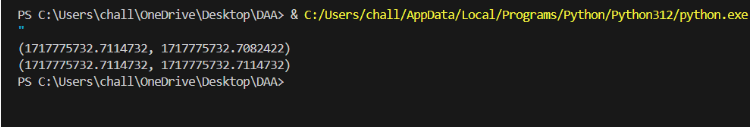 PS C:\Users\chall\OneDrive\Desktop\DAA> & C:/Users/chall/AppData/Local/Programs/Python/Python312/python.exe
"
(1717775732.7114732, 1717775732.7082422)
(1717775732.7114732, 1717775732.7114732)
PS C:\Users\chall\OneDrive\Desktop\DAA>